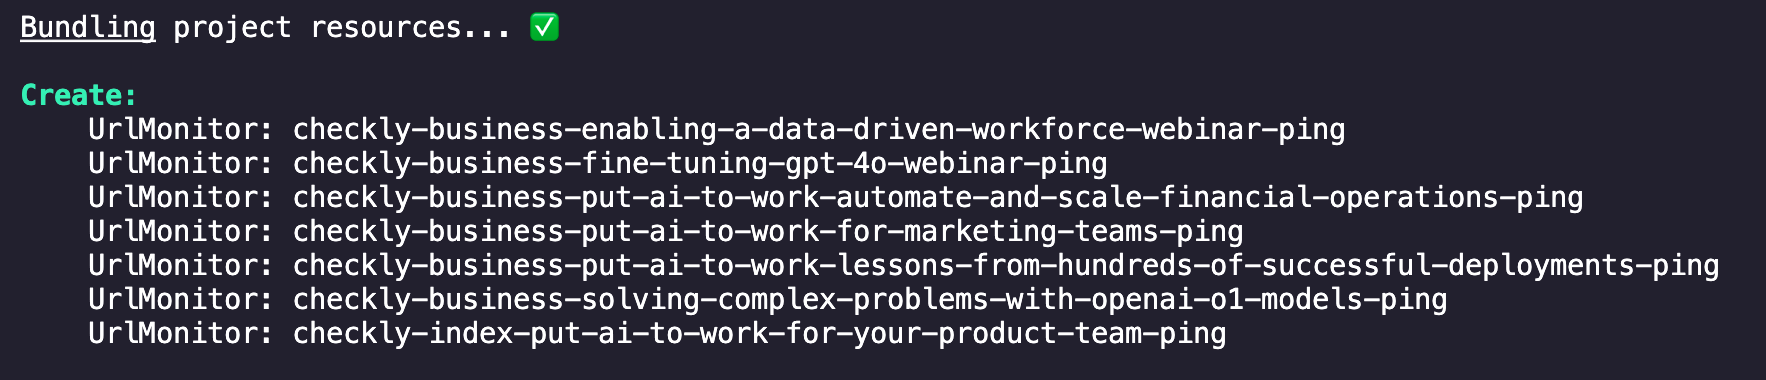 Bundling project resources... ✅
Create:
UrlMonitor: checkly-business-enabling-a-data-driven-workforce-webinar-ping
UrlMonitor: checkly-business-fine-tuning-gpt-4o-webinar-ping
UrlMonitor: checkly-business-put-ai-to-work-automate-and-scale-financial-operations-ping
UrlMonitor: checkly-business-put-ai-to-work-for-marketing-teams-ping
UrlMonitor: checkly-business-put-ai-to-work-lessons-from-hundreds-of-successful-deployments-ping
UrlMonitor: checkly-business-solving-complex-problems-with-openai-o1-models-ping
UrlMonitor: checkly-index-put-ai-to-work-for-your-product-team-ping